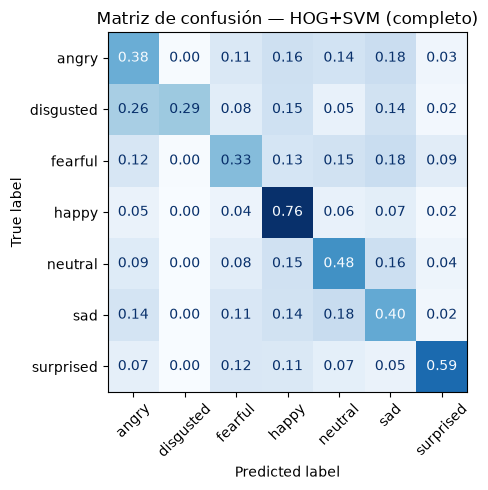 Matriz de confusión — HOG+SVM (completo)
True label
angry 0.38 0.00 0.11 0.16 0.14 0.18 0.03
disgusted 0.26 0.29 0.08 0.15 0.05 0.14 0.02
fearful 0.12 0.00 0.33 0.13 0.15 0.18 0.09
happy 0.05 0.00 0.04 0.76 0.06 0.07 0.02
neutral 0.09 0.00 0.08 0.15 0.48 0.16 0.04
sad 0.14 0.00 0.11 0.14 0.18 0.40 0.02
surprised 0.07 0.00 0.12 0.11 0.07 0.05 0.59
angry disgusted fearful happy neutral sad surprised
Predicted label